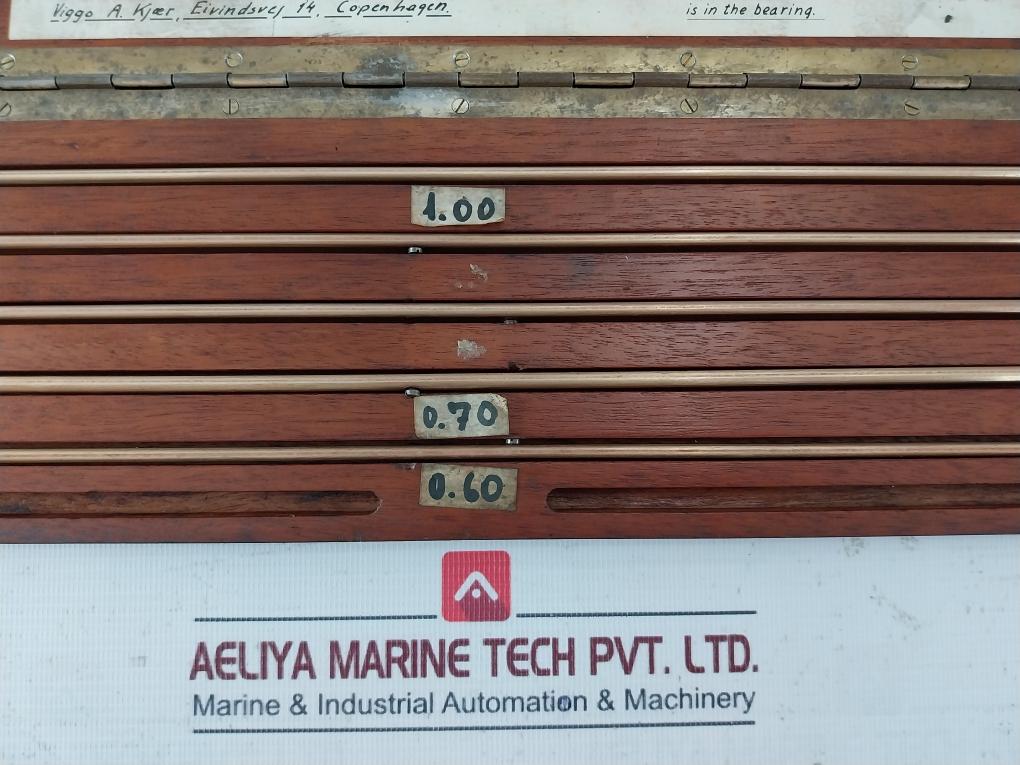 Viggo A. Kjær, Eivindsvej 14, Copenhagen.
is in the bearing.
1.00
0.70
0.60
AELIYA MARINE TECH PVT. LTD.
Marine & Industrial Automation & Machinery